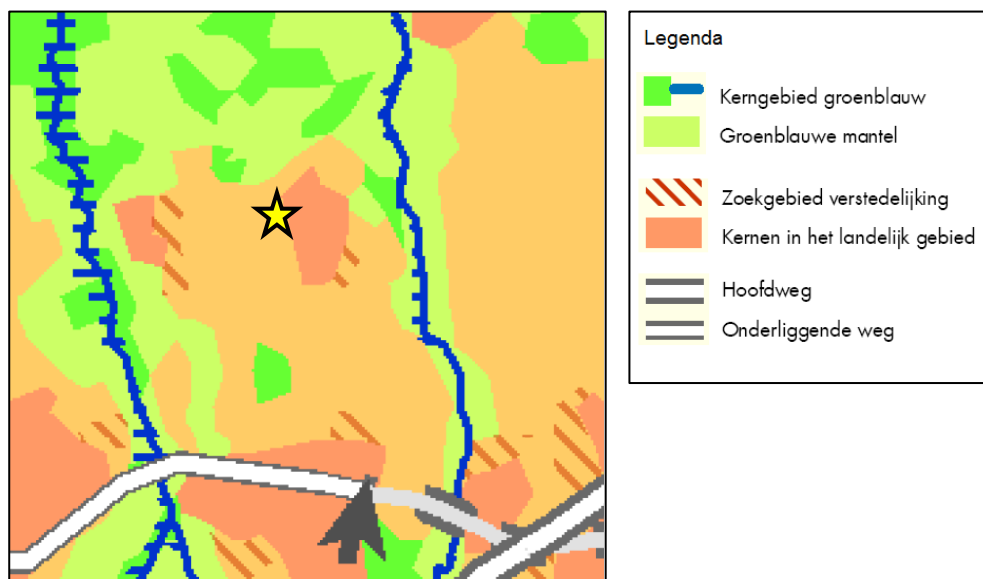 Legenda
Kerngebied groenblauw
Groenblauwe mantel
Zoekgebied verstedelijking
Kernen in het landelijk gebied
Hoofdweg
Onderliggende weg